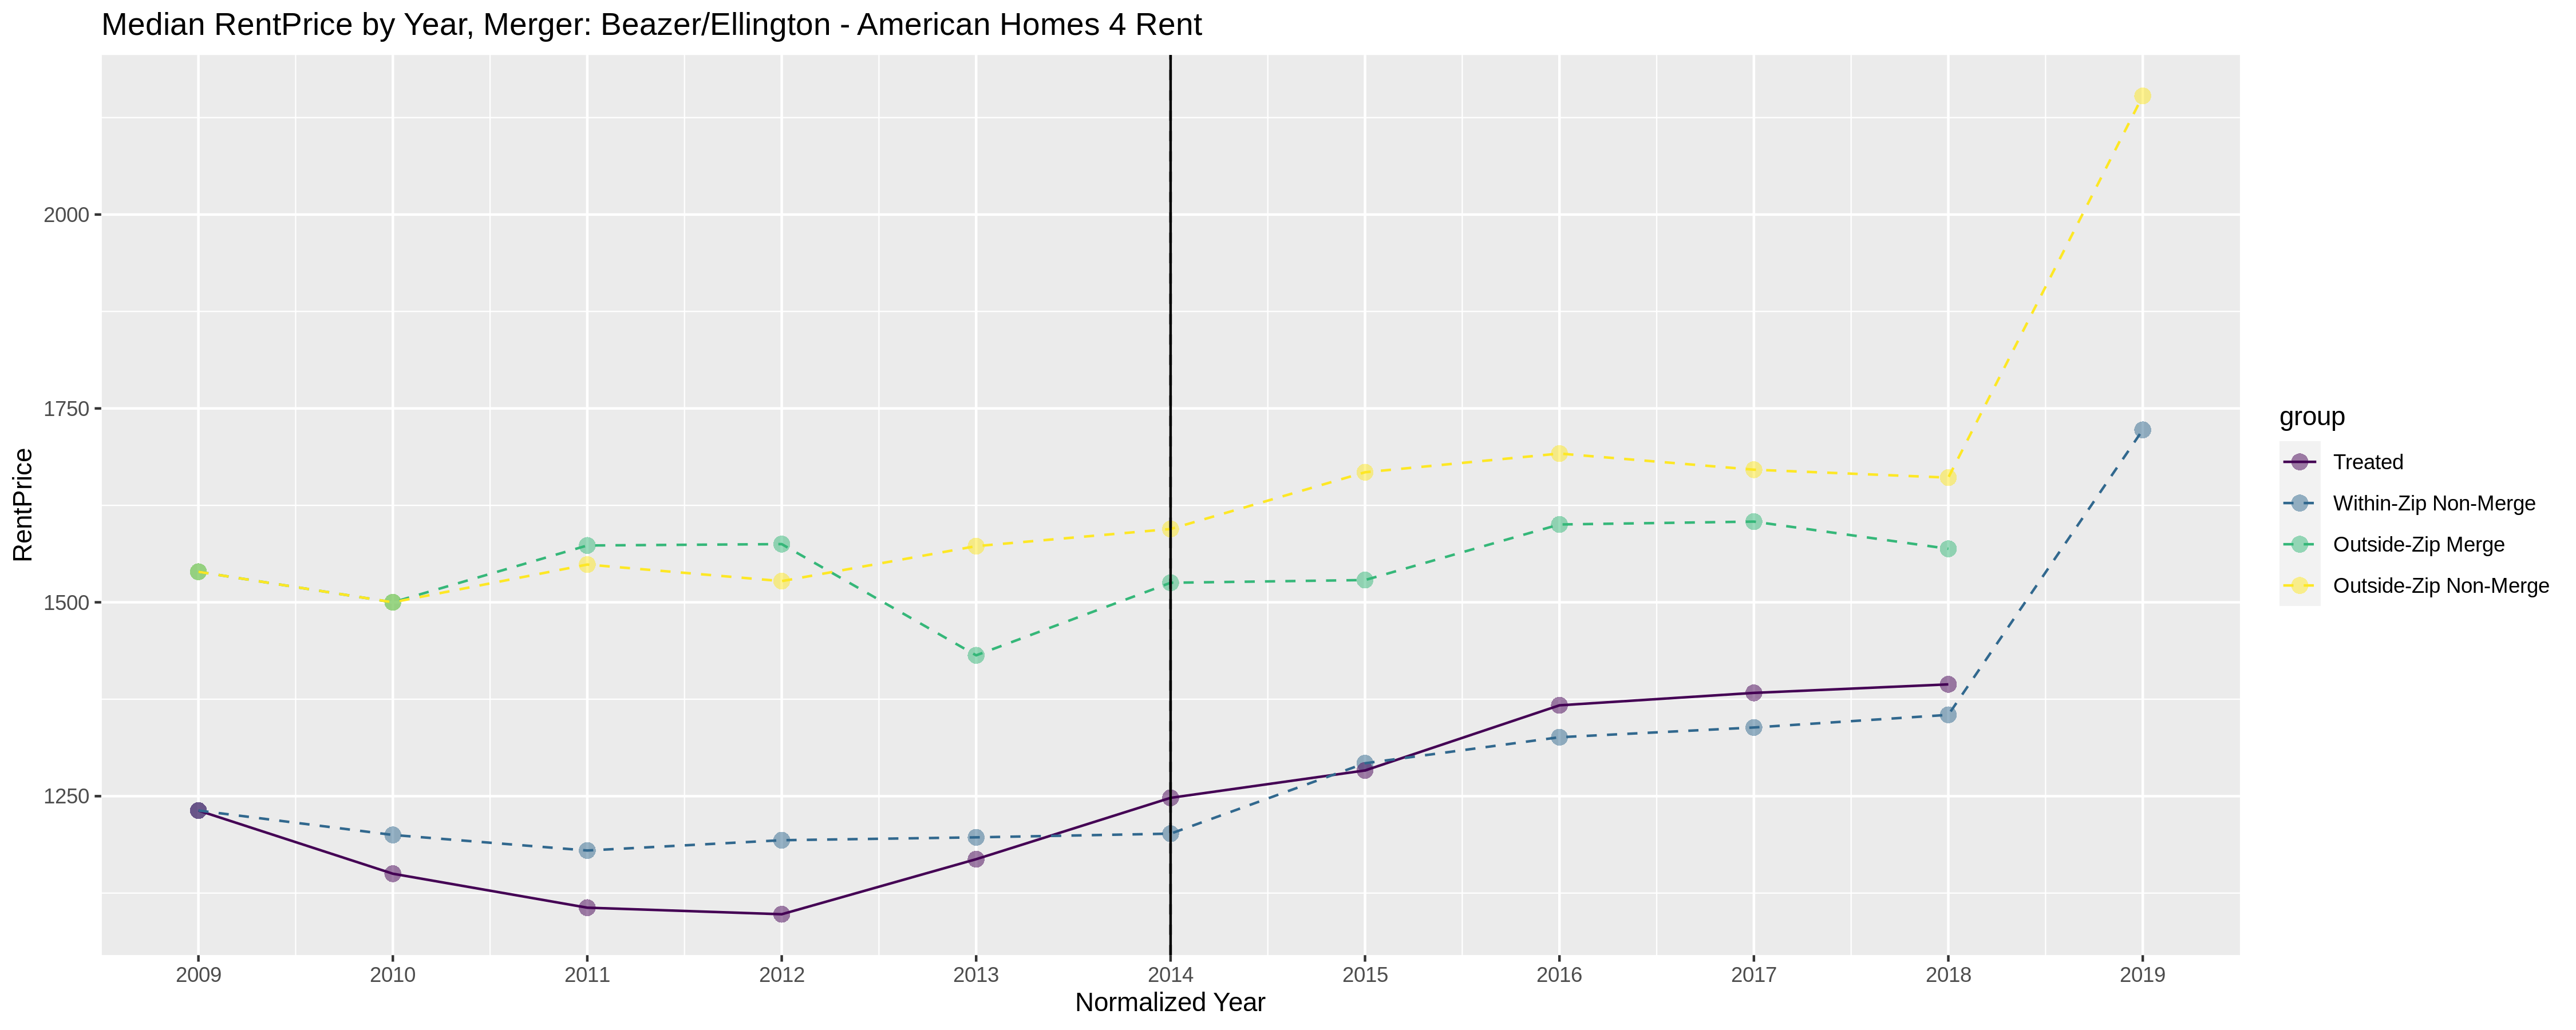 Median RentPrice by Year, Merger: Beazer/Ellington - American Homes 4 Rent
RentPrice
2000
1750
1500
1250
2009 2010 2011 2012 2013 2014 2015 2016 2017 2018 2019
Normalized Year
group
Treated
Within-Zip Non-Merge
Outside-Zip Merge
Outside-Zip Non-Merge